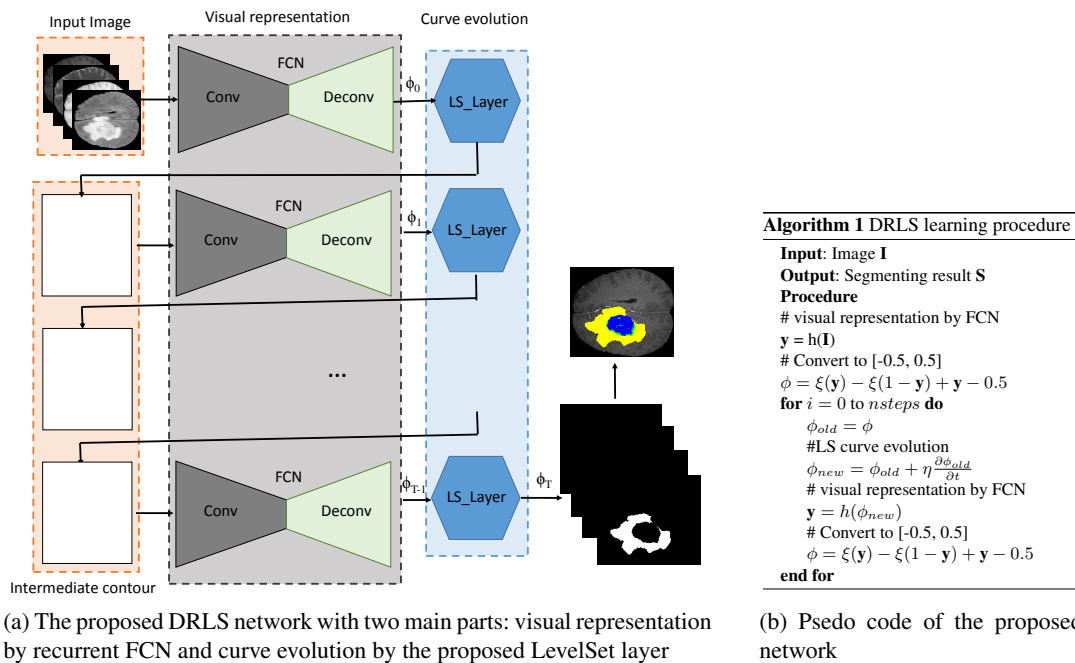 Input Image
Visual representation
Curve evolution
FCN
Conv
Deconv
ϕ0
LS_Layer
FCN
Conv
Deconv
ϕ1
LS_Layer
...
FCN
Conv
Deconv
ϕT-1
LS_Layer
ϕT
Intermediate contour
(a) The proposed DRLS network with two main parts: visual representation
by recurrent FCN and curve evolution by the proposed LevelSet layer
Algorithm 1 DRLS learning procedure
Input: Image I
Output: Segmenting result S
Procedure
# visual representation by FCN
y = h(I)
# Convert to [-0.5, 0.5]
ϕ = ξ(y) − ξ(1 − y) + y − 0.5
for i = 0 to nsteps do
ϕold = ϕ
#LS curve evolution
ϕnew = ϕold + η ∂ϕold/∂t
# visual representation by FCN
y = h(ϕnew)
# Convert to [-0.5, 0.5]
ϕ = ξ(y) − ξ(1 − y) + y − 0.5
end for
(b) Psedo code of the proposed
network